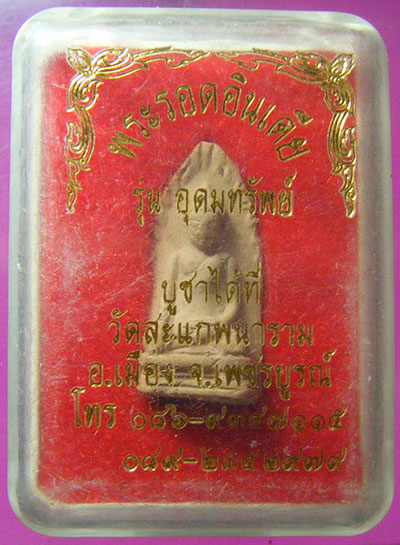 พระรอดอินเดีย
รุ่น อุดมทรัพย์
บูชาได้ที่
วัดสะแกพนาราม
อ.เมือง จ.เพชรบูรณ์
โทร ๐๘๖-๙๓๔๗๑๑๕
๐๘๙-๒๓๕๒๙๗๙